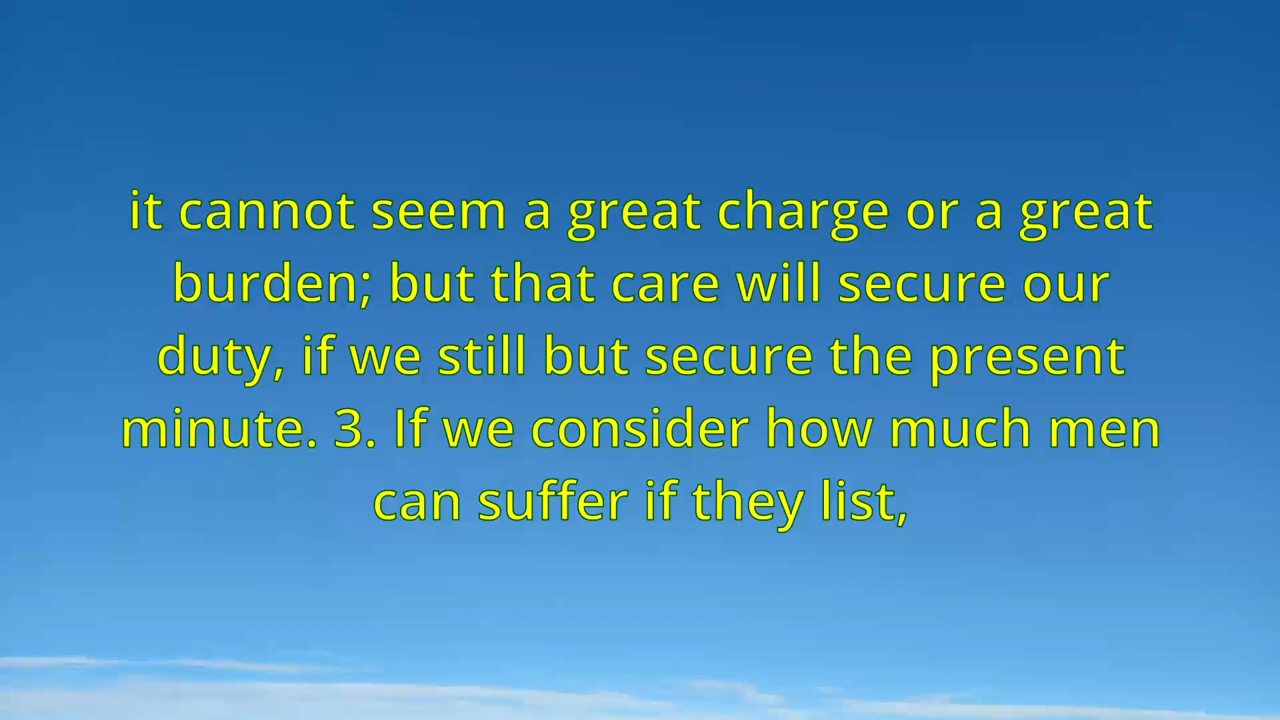 it cannot seem a great charge or a great
burden; but that care will secure our
duty, if we still but secure the present
minute. 3. If we consider how much men
can suffer if they list,